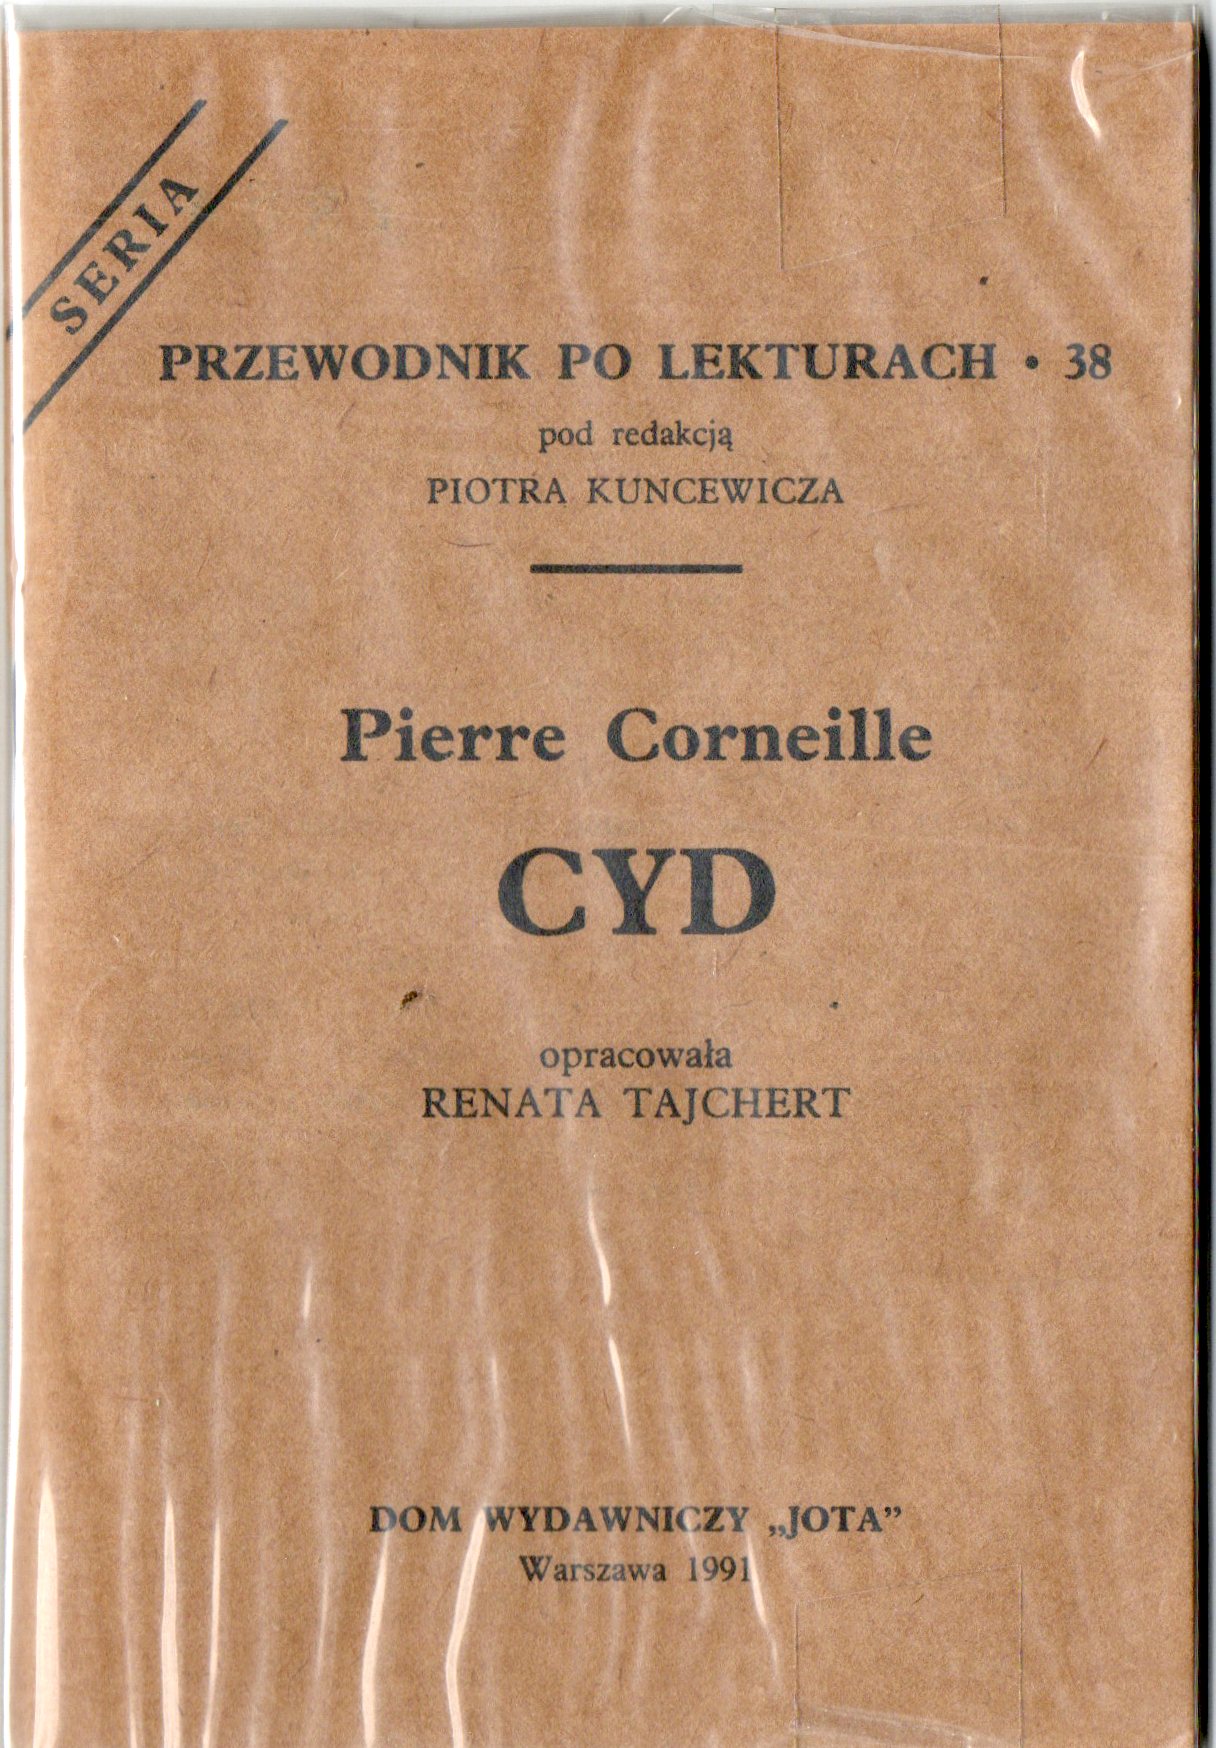 SERIA
PRZEWODNIK PO LEKTURACH • 38
pod redakcją
PIOTRA KUNCEWICZA
Pierre Corneille
CYD
opracowała
RENATA TAJCHERT
DOM WYDAWNICZY „JOTA”
Warszawa 1991